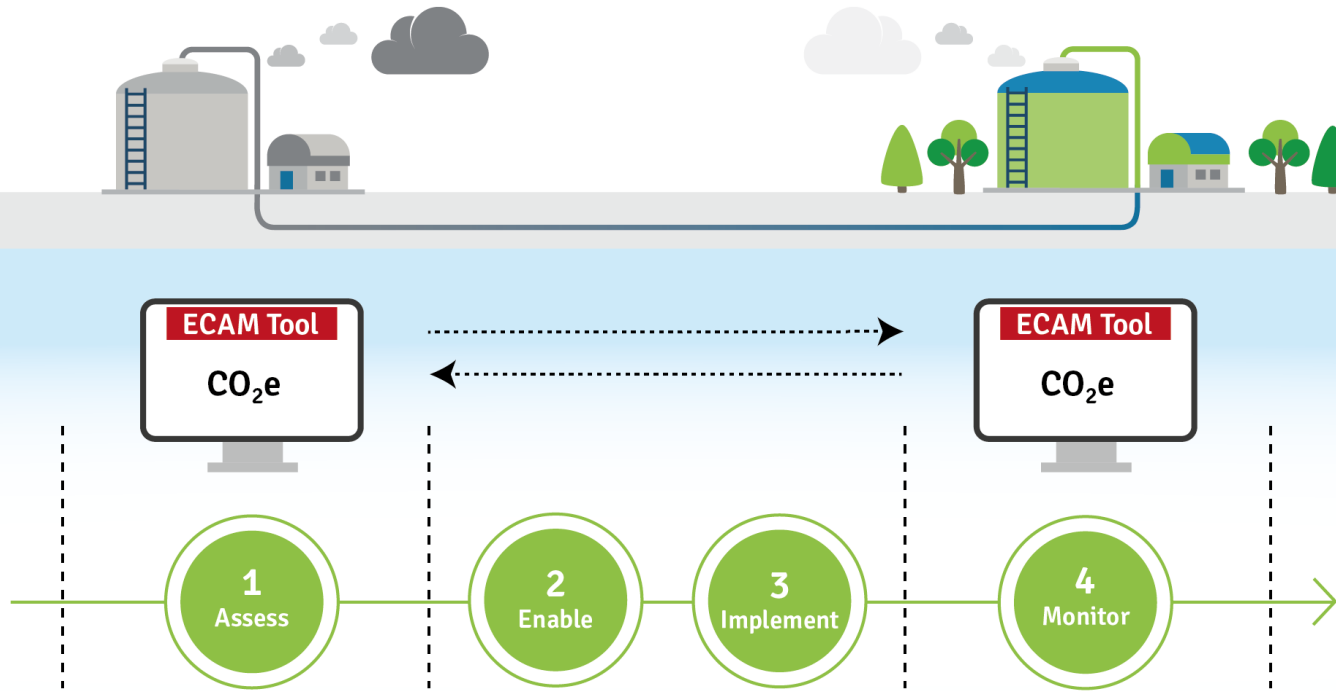 ECAM Tool
CO₂e
ECAM Tool
CO₂e
1
Assess
2
Enable
3
Implement
4
Monitor